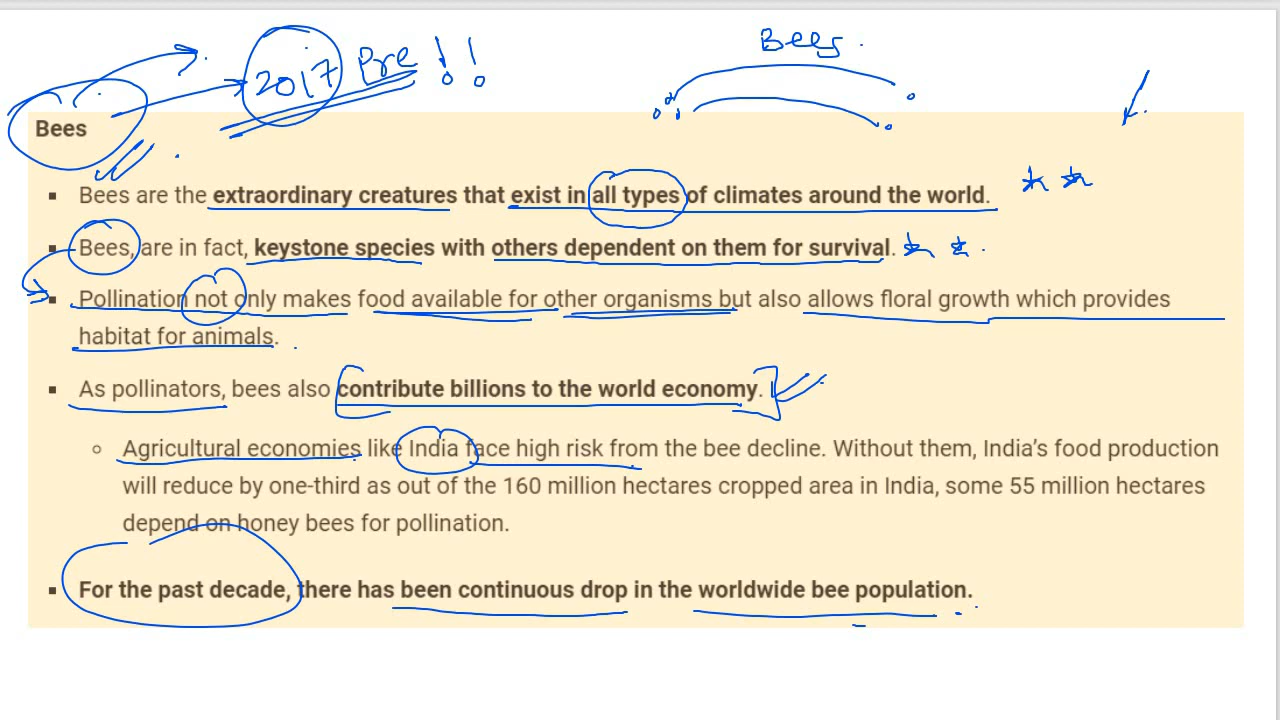 2017 Pre !!
Bees
Bees
▪ Bees are the extraordinary creatures that exist in all types of climates around the world.
▪ Bees, are in fact, keystone species with others dependent on them for survival.
▪ Pollination not only makes food available for other organisms but also allows floral growth which provides
habitat for animals.
▪ As pollinators, bees also contribute billions to the world economy.
○ Agricultural economies like India face high risk from the bee decline. Without them, India’s food production
will reduce by one-third as out of the 160 million hectares cropped area in India, some 55 million hectares
depend on honey bees for pollination.
▪ For the past decade, there has been continuous drop in the worldwide bee population.